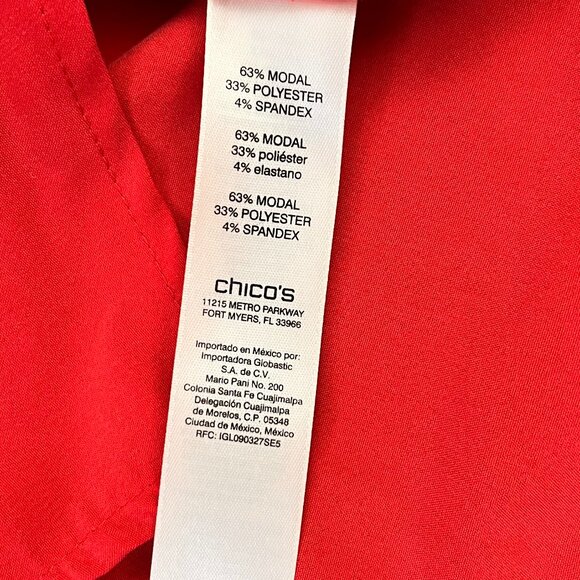 63% MODAL
33% POLYESTER
4% SPANDEX
63% MODAL
33% poliéster
4% elastano
63% MODAL
33% POLYESTER
4% SPANDEX
chico's
11215 METRO PARKWAY
FORT MYERS, FL 33966
Importado en México por:
Importadora Globastic
S.A. de C.V.
Mario Pani No. 200
Colonia Santa Fe Cuajimalpa
Delegación Cuajimalpa
de Morelos, C.P. 05348
Ciudad de México, México
RFC: IGL090327SE5